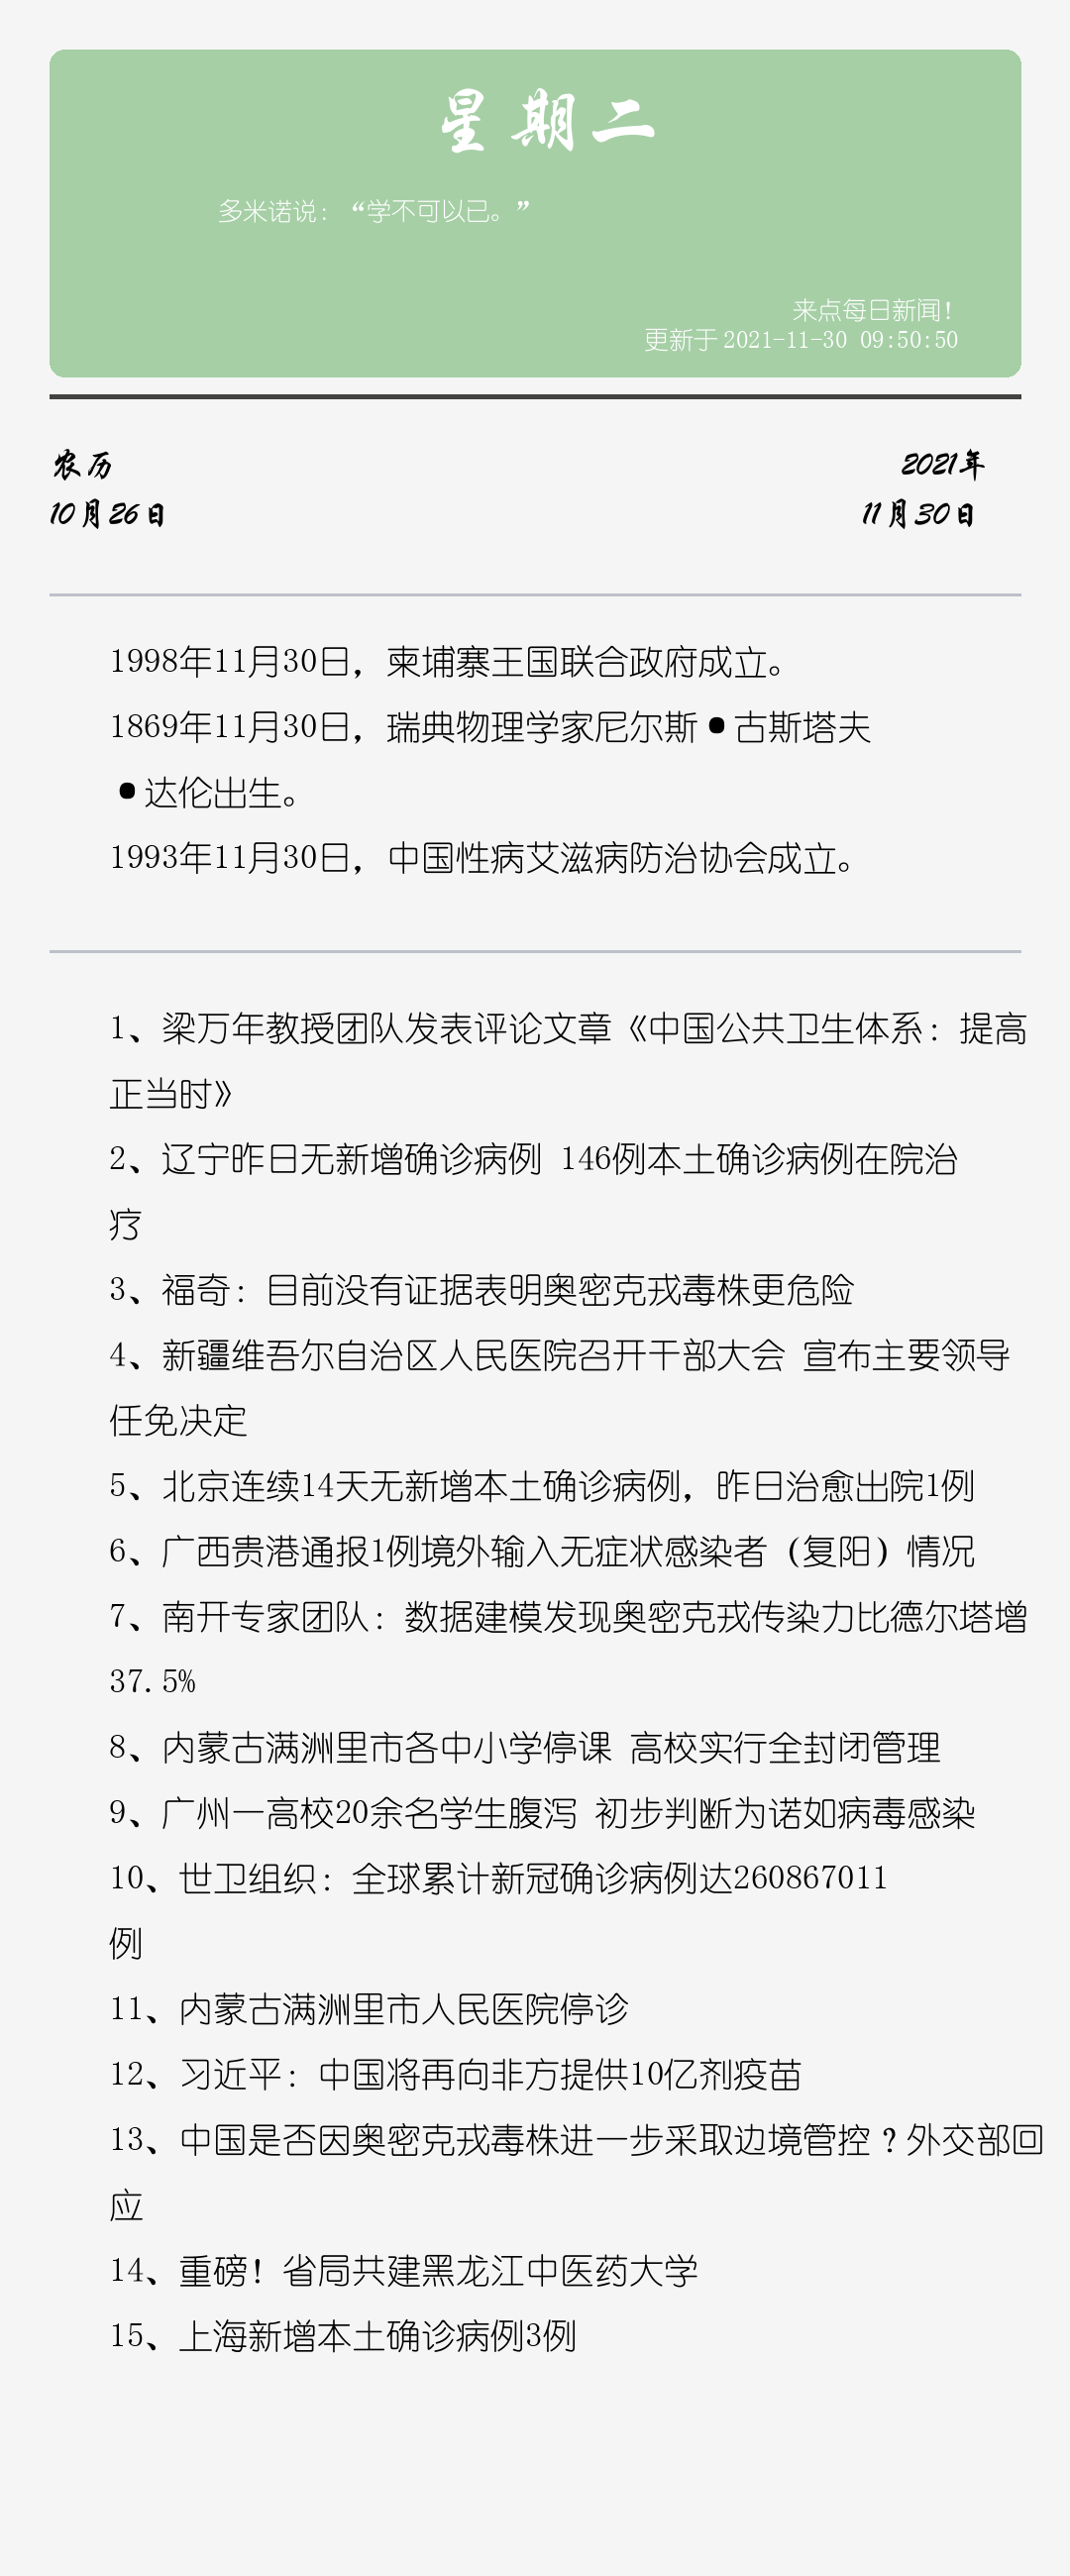 星期二
多米诺说：“学不可以已。”
来点每日新闻！
更新于 2021-11-30 09:50:50
农历
2021年
10月26日
11月30日
1998年11月30日，柬埔寨王国联合政府成立。
1869年11月30日，瑞典物理学家尼尔斯•古斯塔夫
•达伦出生。
1993年11月30日，中国性病艾滋病防治协会成立。
1、梁万年教授团队发表评论文章《中国公共卫生体系：提高
正当时》
2、辽宁昨日无新增确诊病例 146例本土确诊病例在院治
疗
3、福奇：目前没有证据表明奥密克戎毒株更危险
4、新疆维吾尔自治区人民医院召开干部大会 宣布主要领导
任免决定
5、北京连续14天无新增本土确诊病例，昨日治愈出院1例
6、广西贵港通报1例境外输入无症状感染者（复阳）情况
7、南开专家团队：数据建模发现奥密克戎传染力比德尔塔增
37.5%
8、内蒙古满洲里市各中小学停课 高校实行全封闭管理
9、广州一高校20余名学生腹泻 初步判断为诺如病毒感染
10、世卫组织：全球累计新冠确诊病例达260867011
例
11、内蒙古满洲里市人民医院停诊
12、习近平：中国将再向非方提供10亿剂疫苗
13、中国是否因奥密克戎毒株进一步采取边境管控？外交部回
应
14、重磅！省局共建黑龙江中医药大学
15、上海新增本土确诊病例3例